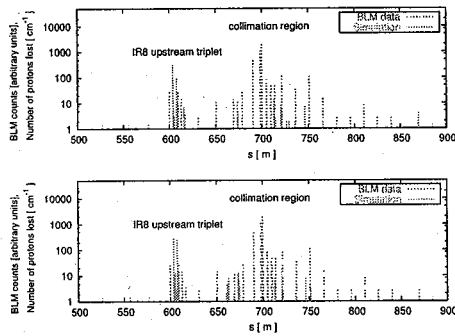 BLM counts [arbitrary units],
Number of protons lost [cm⁻¹]
10000
1000
100
10
1
collimation region
IR8 upstream triplet
BLM data
Simulation
500 550 600 650 700 750 800 850 900
s [ m ]
BLM counts [arbitrary units],
Number of protons lost [cm⁻¹]
10000
1000
100
10
1
collimation region
IR8 upstream triplet
BLM data
Simulation
500 550 600 650 700 750 800 850 900
s [ m ]